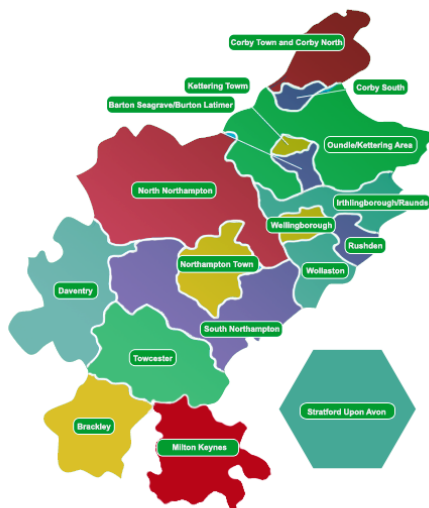 Corby Town and Corby North
Kettering Towm
Corby South
Barton Seagrave/Burton Latimer
Oundle/Kettering Area
North Northampton
Irthlingborough/Raunds
Wellingborough
Rushden
Northampton Town
Wollaston
Daventry
South Northampton
Towcester
Stratford Upon Avon
Brackley
Milton Keynes